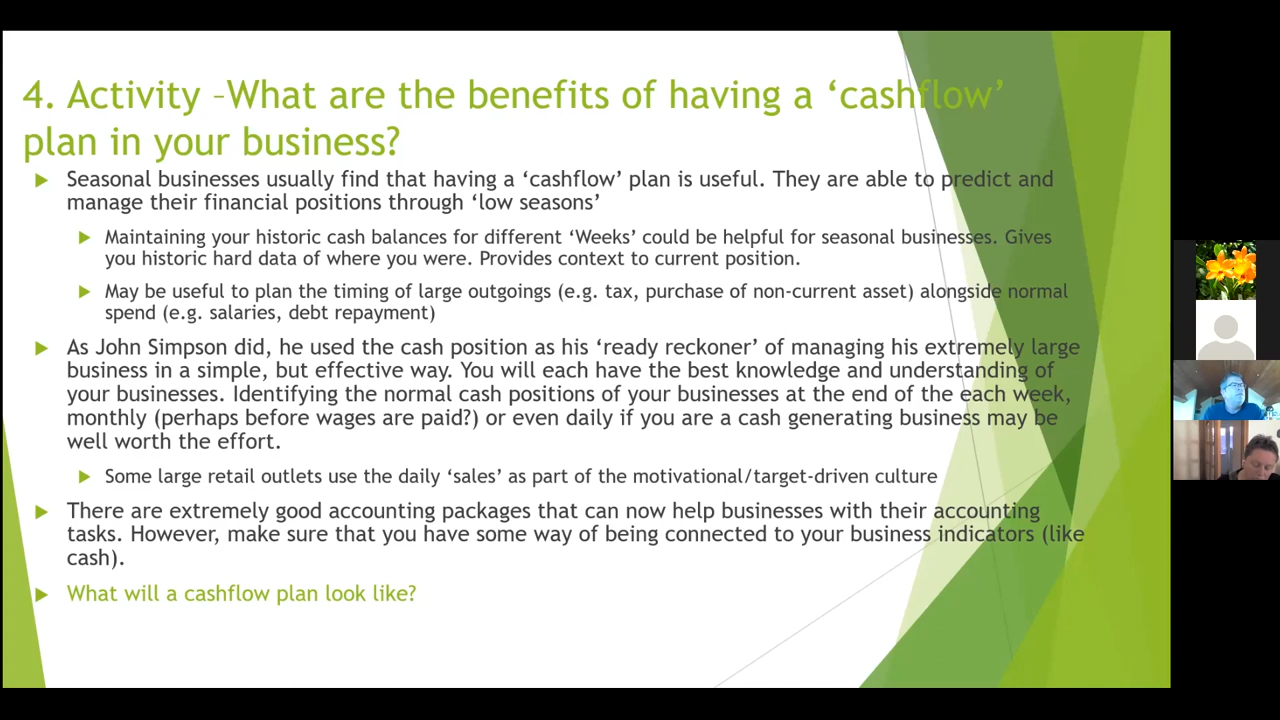 4. Activity –What are the benefits of having a ‘cashflow’
plan in your business?
Seasonal businesses usually find that having a ‘cashflow’ plan is useful. They are able to predict and
manage their financial positions through ‘low seasons’
Maintaining your historic cash balances for different ‘Weeks’ could be helpful for seasonal businesses. Gives
you historic hard data of where you were. Provides context to current position.
May be useful to plan the timing of large outgoings (e.g. tax, purchase of non-current asset) alongside normal
spend (e.g. salaries, debt repayment)
As John Simpson did, he used the cash position as his ‘ready reckoner’ of managing his extremely large
business in a simple, but effective way. You will each have the best knowledge and understanding of
your businesses. Identifying the normal cash positions of your businesses at the end of the each week,
monthly (perhaps before wages are paid?) or even daily if you are a cash generating business may be
well worth the effort.
Some large retail outlets use the daily ‘sales’ as part of the motivational/target-driven culture
There are extremely good accounting packages that can now help businesses with their accounting
tasks. However, make sure that you have some way of being connected to your business indicators (like
cash).
What will a cashflow plan look like?